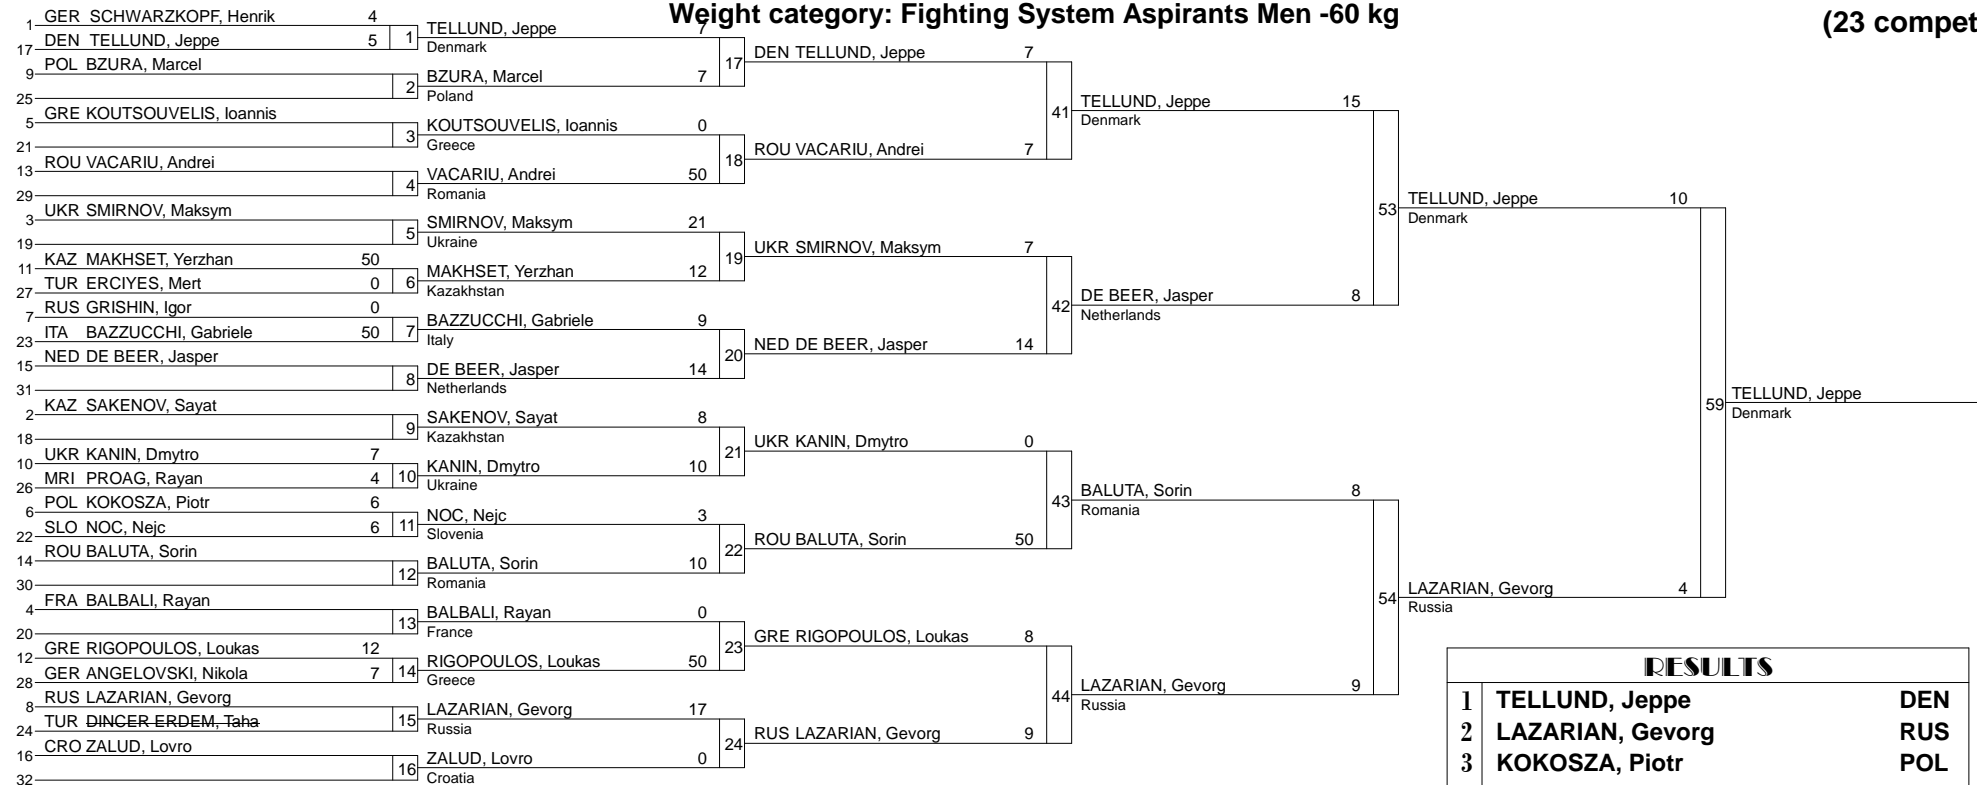 Weight category: Fighting System Aspirants Men -60 kg
(23 compet
1 GER SCHWARZKOPF, Henrik 4
17 DEN TELLUND, Jeppe 5
1
9 POL BZURA, Marcel
25
2
5 GRE KOUTSOUVELIS, Ioannis
21
3
13 ROU VACARIU, Andrei
29
4
3 UKR SMIRNOV, Maksym
19
5
11 KAZ MAKHSET, Yerzhan 50
27 TUR ERCIYES, Mert 0
6
7 RUS GRISHIN, Igor 0
23 ITA BAZZUCCHI, Gabriele 50
7
15 NED DE BEER, Jasper
31
8
2 KAZ SAKENOV, Sayat
18
9
10 UKR KANIN, Dmytro 7
26 MRI PROAG, Rayan 4
10
6 POL KOKOSZA, Piotr 6
22 SLO NOC, Nejc 6
11
14 ROU BALUTA, Sorin
30
12
4 FRA BALBALI, Rayan
20
13
12 GRE RIGOPOULOS, Loukas 12
28 GER ANGELOVSKI, Nikola 7
14
8 RUS LAZARIAN, Gevorg
24 TUR DINCER ERDEM, Taha
15
16 CRO ZALUD, Lovro
32
16
TELLUND, Jeppe 7
Denmark
17
BZURA, Marcel 7
Poland
KOUTSOUVELIS, Ioannis 0
Greece
18
VACARIU, Andrei 50
Romania
SMIRNOV, Maksym 21
Ukraine
19
MAKHSET, Yerzhan 12
Kazakhstan
BAZZUCCHI, Gabriele 9
Italy
20
DE BEER, Jasper 14
Netherlands
SAKENOV, Sayat 8
Kazakhstan
21
KANIN, Dmytro 10
Ukraine
NOC, Nejc 3
Slovenia
22
BALUTA, Sorin 10
Romania
BALBALI, Rayan 0
France
23
RIGOPOULOS, Loukas 50
Greece
LAZARIAN, Gevorg 17
Russia
24
ZALUD, Lovro 0
Croatia
DEN TELLUND, Jeppe 7
41
ROU VACARIU, Andrei 7
UKR SMIRNOV, Maksym 7
42
NED DE BEER, Jasper 14
UKR KANIN, Dmytro 0
43
ROU BALUTA, Sorin 50
GRE RIGOPOULOS, Loukas 8
44
RUS LAZARIAN, Gevorg 9
TELLUND, Jeppe 15
Denmark
53
DE BEER, Jasper 8
Netherlands
BALUTA, Sorin 8
Romania
54
LAZARIAN, Gevorg 9
Russia
TELLUND, Jeppe 10
Denmark
59
LAZARIAN, Gevorg 4
Russia
TELLUND, Jeppe
Denmark
RESULTS
1 TELLUND, Jeppe DEN
2 LAZARIAN, Gevorg RUS
3 KOKOSZA, Piotr POL